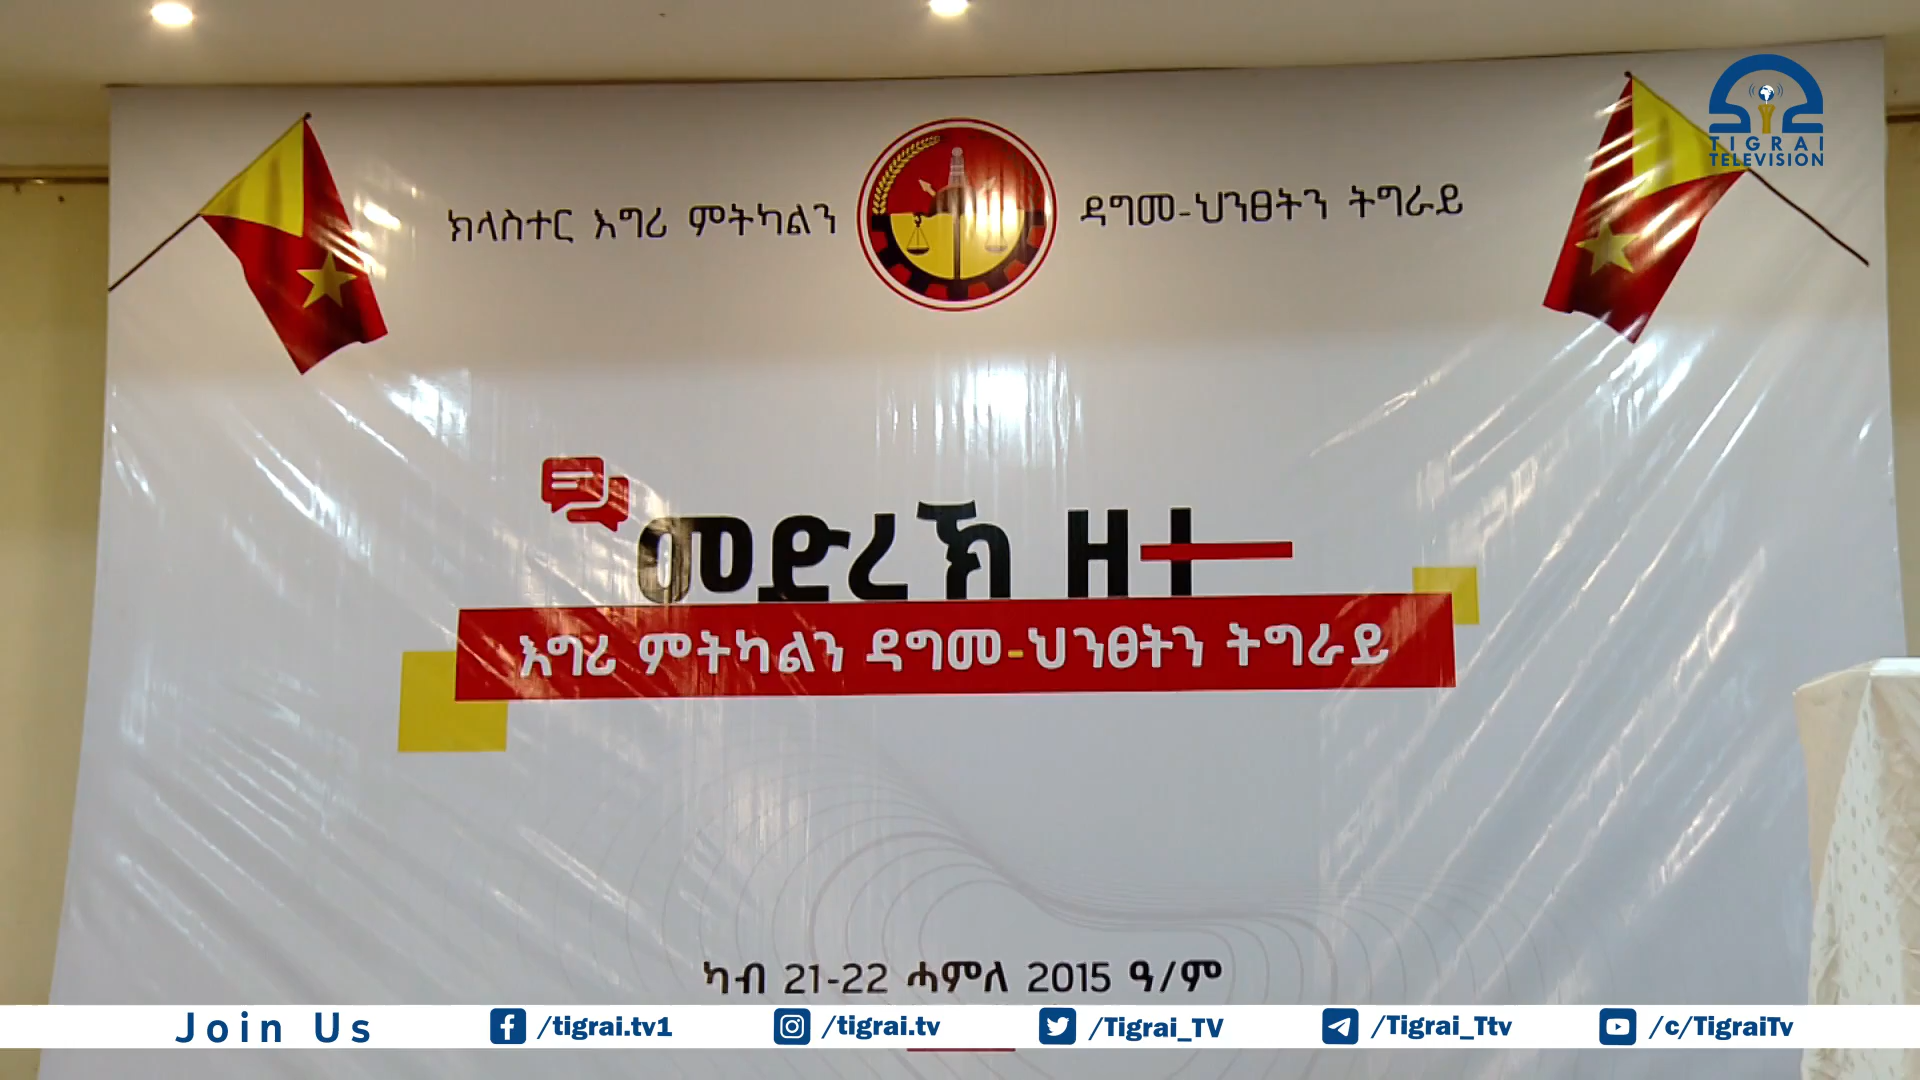 TIGRAI
TELEVISION
ክላስተር እግሪ ምትካልን ዳግመ-ህንፀትን ትግራይ
መድረኽ ዘተ
እግሪ ምትካልን ዳግመ-ህንፀትን ትግራይ
ካብ 21-22 ሓምለ 2015 ዓ/ም
Join Us /tigrai.tv1 /tigrai.tv /Tigrai_TV /Tigrai_Ttv /c/TigraiTv